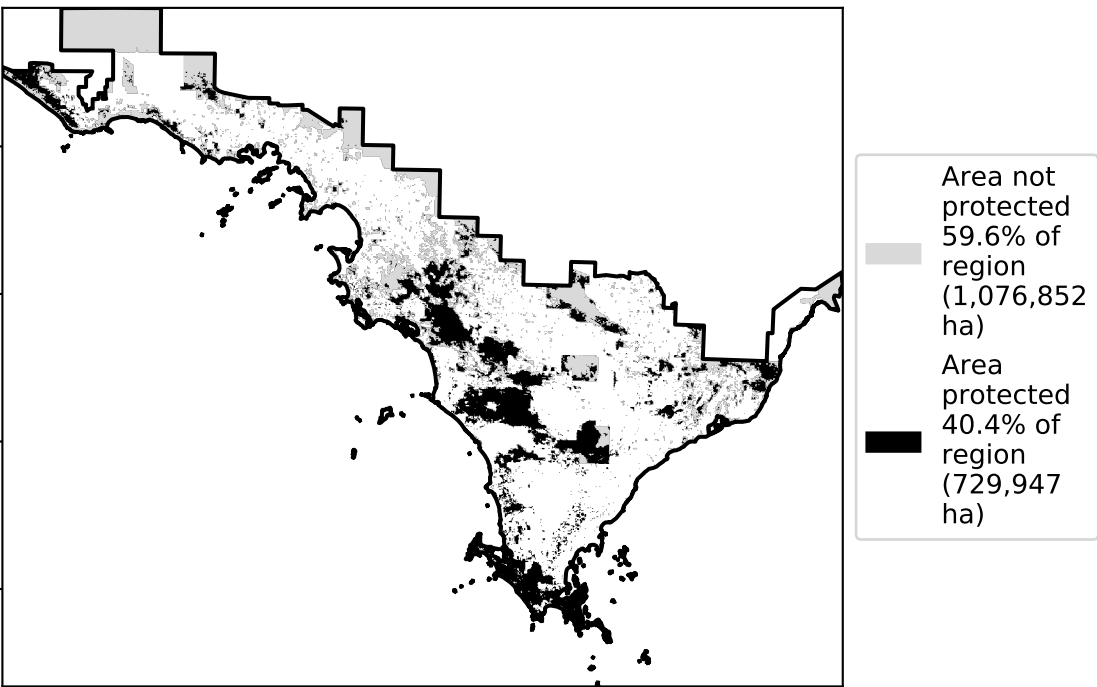 Area not
protected
59.6% of
region
(1,076,852
ha)
Area
protected
40.4% of
region
(729,947
ha)